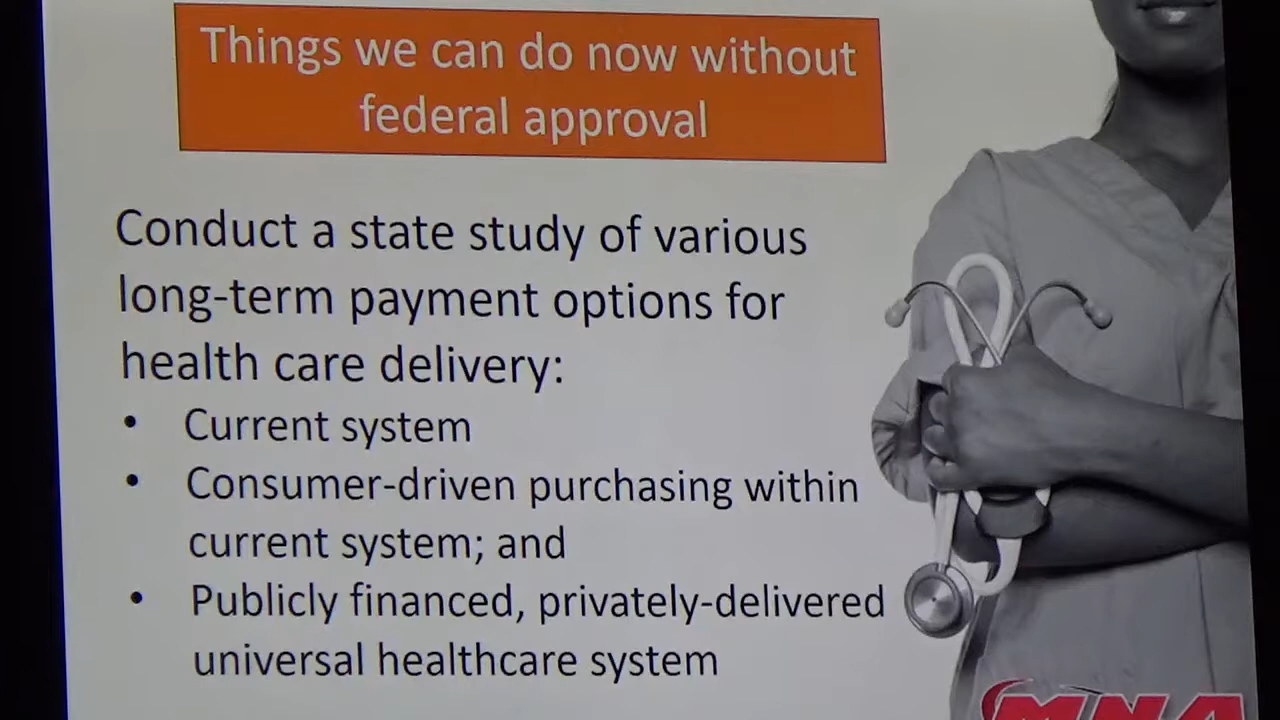 Things we can do now without
federal approval
Conduct a state study of various
long-term payment options for
health care delivery:
• Current system
• Consumer-driven purchasing within
current system; and
• Publicly financed, privately-delivered
universal healthcare system
MNA